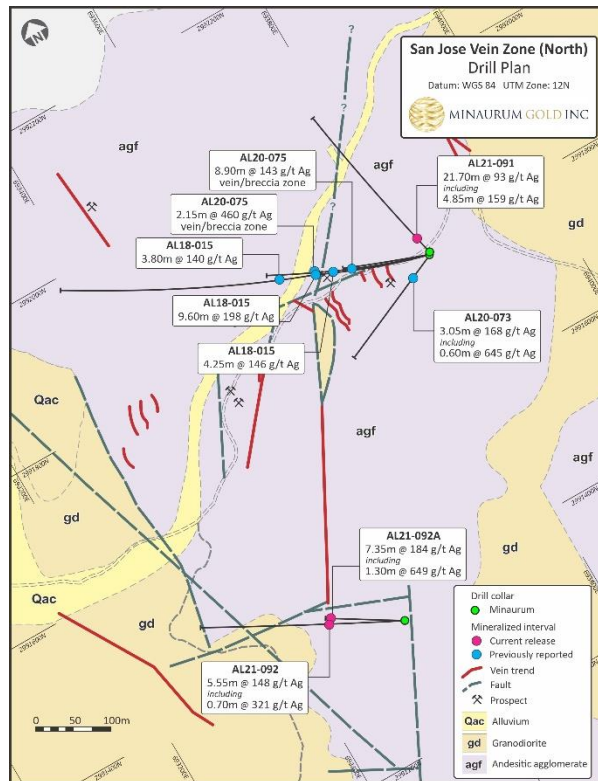 San Jose Vein Zone (North)
Drill Plan
Datum: WGS 84 UTM Zone: 12N
MINAURUM GOLD INC
N
?
?
?
agf
AL20-075
8.90m @ 143 g/t Ag
vein/breccia zone
AL21-091
21.70m @ 93 g/t Ag
including
4.85m @ 159 g/t Ag
gd
AL20-075
2.15m @ 460 g/t Ag
vein/breccia zone
AL18-015
3.80m @ 140 g/t Ag
AL18-015
9.60m @ 198 g/t Ag
AL20-073
3.05m @ 168 g/t Ag
including
0.60m @ 645 g/t Ag
AL18-015
4.25m @ 146 g/t Ag
Qac
agf
agf
gd
gd
AL21-092A
7.35m @ 184 g/t Ag
including
1.30m @ 649 g/t Ag
Qac
gd
AL21-092
5.55m @ 148 g/t Ag
including
0.70m @ 321 g/t Ag
0 50 100m
Drill collar
Minaurum
Mineralized interval
Current release
Previously reported
Vein trend
Fault
Prospect
Qac Alluvium
gd Granodiorite
agf Andesitic agglomerate